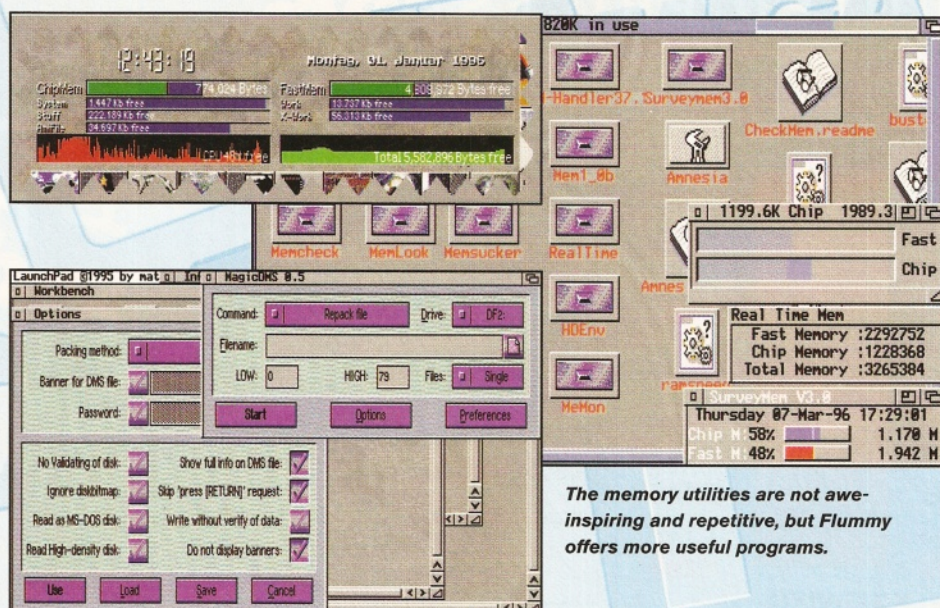 12:43:19
Montag, 01. Januar 1996
ChipMem 774,024 Bytes
FastMem 4,808,872 Bytes free
System 1.447 Kb free
Work 13.737 Kb free
Stuff 222.189 Kb free
X-Work 56.313 Kb free
34.697 Kb free
CPU free
Total 5,582,896 Bytes free
820K in use
-Handler37.
Surveymem3.0
CheckMem.readme
bust
Mem1_0b
Amnesia
Memcheck
MemLook
Memsucker
RealTime
Amnes
HDEnv
MeMon
1199.6K Chip 1989.3
Fast
Chip
Real Time Mem
Fast Memory :2292752
Chip Memory :1228368
Total Memory :3265384
SurveyMem V3.0
Thursday 07-Mar-96 17:29:01
Chip M: 58% 1.170 M
Fast M: 48% 1.942 M
LaunchPad ©1995 by mat
Inf
MagicDMS 0.5
Workbench
Options
Packing method:
Banner for DMS file:
Password:
Command: Repack file
Drive: DF2:
Filename:
LOW: 0
HIGH: 79
Files: Single
Start
Options
Preferences
No Validating of disk:
Show full info on DMS file:
Ignore diskbitmap:
Skip 'press [RETURN]' request:
Read as MS-DOS disk:
Write without verify of data:
Read High-density disk:
Do not display banners:
Use
Load
Save
Cancel
The memory utilities are not awe-
inspiring and repetitive, but Flummy
offers more useful programs.